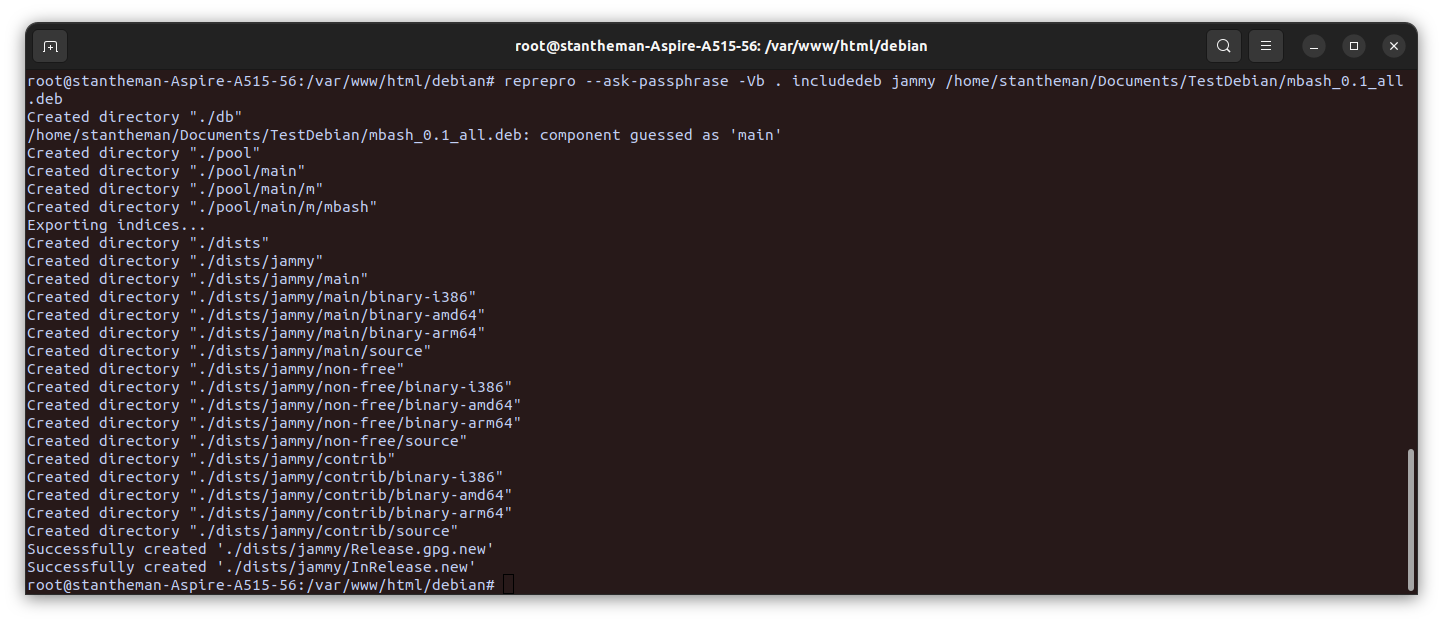 root@stantheman-Aspire-A515-56: /var/www/html/debian
root@stantheman-Aspire-A515-56:/var/www/html/debian# reprepro --ask-passphrase -Vb . includedeb jammy /home/stantheman/Documents/TestDebian/mbash_0.1_all
.deb
Created directory "./db"
/home/stantheman/Documents/TestDebian/mbash_0.1_all.deb: component guessed as 'main'
Created directory "./pool"
Created directory "./pool/main"
Created directory "./pool/main/m"
Created directory "./pool/main/m/mbash"
Exporting indices...
Created directory "./dists"
Created directory "./dists/jammy"
Created directory "./dists/jammy/main"
Created directory "./dists/jammy/main/binary-i386"
Created directory "./dists/jammy/main/binary-amd64"
Created directory "./dists/jammy/main/binary-arm64"
Created directory "./dists/jammy/main/source"
Created directory "./dists/jammy/non-free"
Created directory "./dists/jammy/non-free/binary-i386"
Created directory "./dists/jammy/non-free/binary-amd64"
Created directory "./dists/jammy/non-free/binary-arm64"
Created directory "./dists/jammy/non-free/source"
Created directory "./dists/jammy/contrib"
Created directory "./dists/jammy/contrib/binary-i386"
Created directory "./dists/jammy/contrib/binary-amd64"
Created directory "./dists/jammy/contrib/binary-arm64"
Created directory "./dists/jammy/contrib/source"
Successfully created './dists/jammy/Release.gpg.new'
Successfully created './dists/jammy/InRelease.new'
root@stantheman-Aspire-A515-56:/var/www/html/debian#